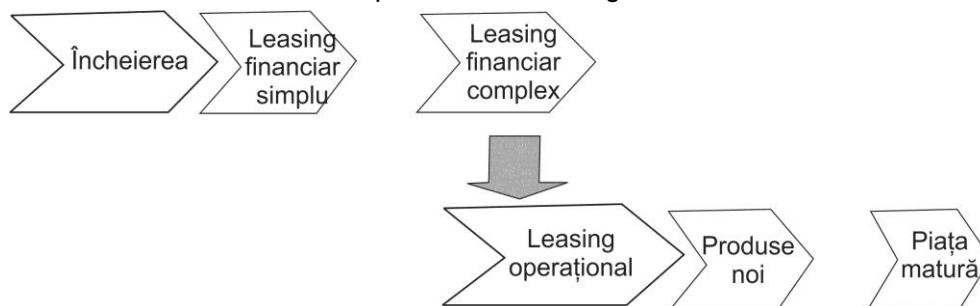 Încheierea
Leasing
financiar
simplu
Leasing
financiar
complex
Leasing
operațional
Produse
noi
Piața
matură